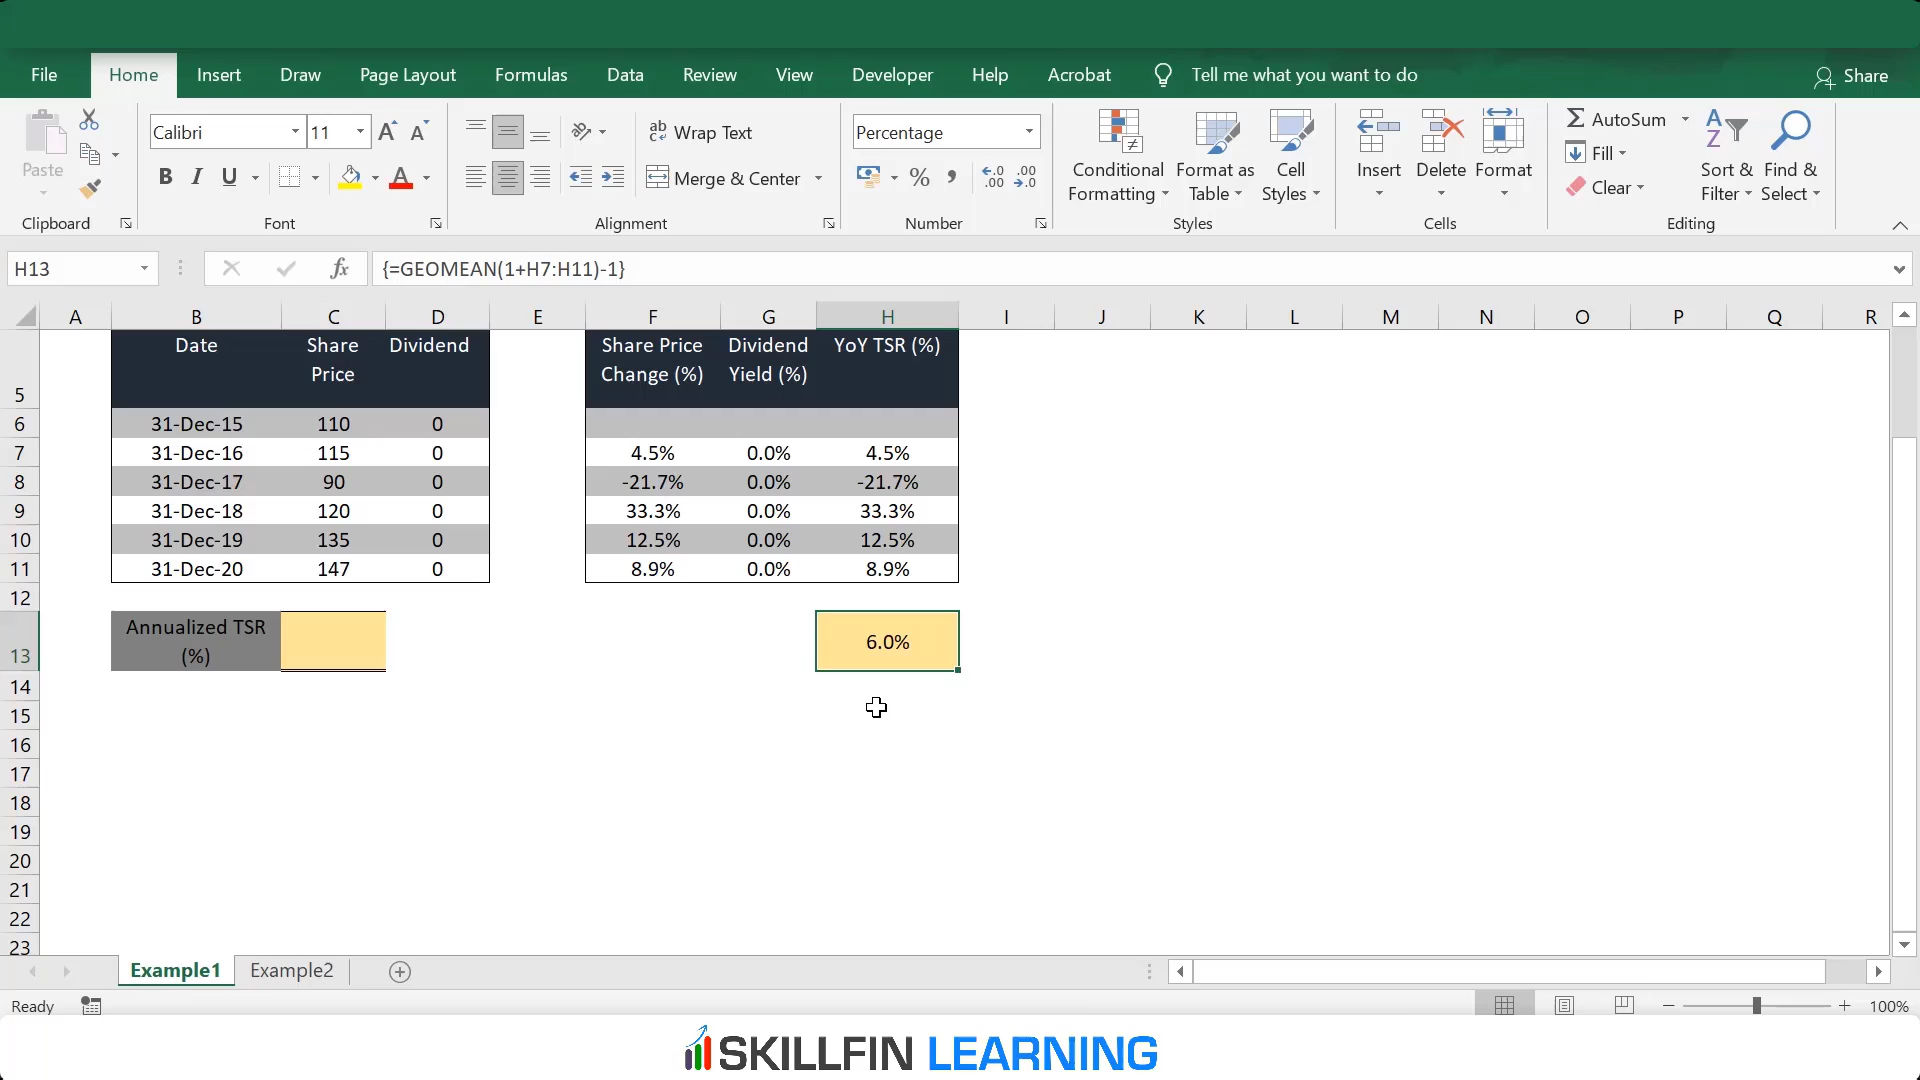 File Home Insert Draw Page Layout Formulas Data Review View Developer Help Acrobat Tell me what you want to do Share
Paste Calibri 11 A A ab Wrap Text Percentage Conditional Formatting Format as Table Cell Styles Insert Delete Format AutoSum Fill Clear Sort & Filter Find & Select
B I U A Merge & Center % , .0 .00 .00 .0
Clipboard Font Alignment Number Styles Cells Editing
H13 fx {=GEOMEAN(1+H7:H11)-1}
A B C D E F G H I J K L M N O P Q R
5 Date Share Price Dividend Share Price Change (%) Dividend Yield (%) YoY TSR (%)
6 31-Dec-15 110 0
7 31-Dec-16 115 0 4.5% 0.0% 4.5%
8 31-Dec-17 90 0 -21.7% 0.0% -21.7%
9 31-Dec-18 120 0 33.3% 0.0% 33.3%
10 31-Dec-19 135 0 12.5% 0.0% 12.5%
11 31-Dec-20 147 0 8.9% 0.0% 8.9%
12
13 Annualized TSR (%) 6.0%
14
15
16
17
18
19
20
21
22
23
Example1 Example2
Ready 100%
SKILLFIN LEARNING